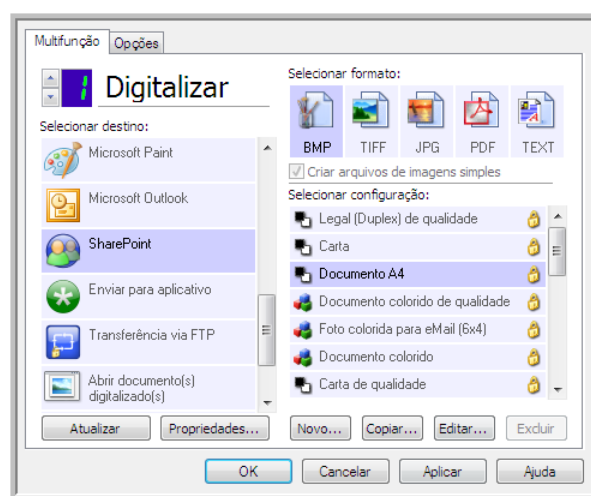 Multifunção
Opções
1
Digitalizar
Selecionar destino:
Microsoft Paint
Microsoft Outlook
SharePoint
Enviar para aplicativo
Transferência via FTP
Abrir documento(s)
digitalizado(s)
Atualizar
Propriedades...
Selecionar formato:
BMP
TIFF
JPG
PDF
TEXT
Criar arquivos de imagens simples
Selecionar configuração:
Legal (Duplex) de qualidade
Carta
Documento A4
Documento colorido de qualidade
Foto colorida para eMail (6x4)
Documento colorido
Carta de qualidade
Novo...
Copiar...
Editar...
Excluir
OK
Cancelar
Aplicar
Ajuda